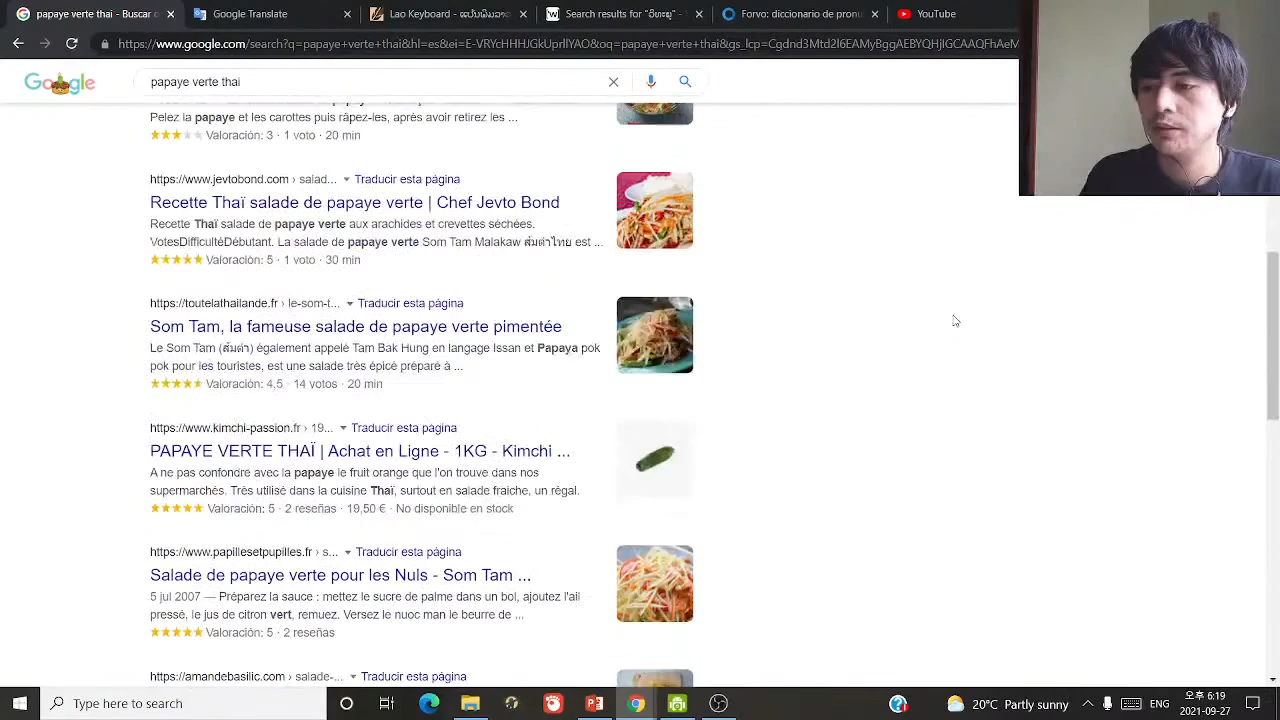 papaye verte thai - Buscar c
Google Translate
Lao Keyboard - ແປ້ນພິມລາວ
Search results for "
Forvo: diccionario de pronu
YouTube
https://www.google.com/search?q=papaye+verte+thai&hl=es&ei=E-VRYcHHHJGkUprllYAO&oq=papaye+verte+thai&gs_lcp=Cgdnd3Mtd2l6EAMyBggAEBYQHjIGCAAQFhAeM
Google
papaye verte thai
papaye et les carottes puis râpez-les, après avoir retirez les ...
Valoración: 3 · 1 voto · 20 min
https://www.jevtobond.com › salad... Traducir esta página
Recette Thaï salade de papaye verte | Chef Jevto Bond
Recette Thaï salade de papaye verte aux arachides et crevettes séchées.
VotesDifficultéDébutant. La salade de papaye verte Som Tam Malakaw ส้มตำไทย est ...
Valoración: 5 · 1 voto · 30 min
https://toutelathailande.fr › le-som-t... Traducir esta página
Som Tam, la fameuse salade de papaye verte pimentée
Le Som Tam (ส้มตำ) également appelé Tam Bak Hung en langage Issan et Papaya pok
pok pour les touristes, est une salade très épicé préparé à ...
Valoración: 4.5 · 14 votos · 20 min
https://www.kimchi-passion.fr › 19... Traducir esta página
PAPAYE VERTE THAÏ | Achat en Ligne - 1KG - Kimchi ...
A ne pas confondre avec la papaye le fruit orange que l'on trouve dans nos
supermarchés. Très utilisé dans la cuisine Thaï, surtout en salade fraiche, un régal.
Valoración: 5 · 2 reseñas · 19,50 € · No disponible en stock
https://www.papillesetpupilles.fr › s... Traducir esta página
Salade de papaye verte pour les Nuls - Som Tam ...
5 jul 2007 — Préparez la sauce : mettez le sucre de palme dans un bol, ajoutez l'ail
pressé, le jus de citron vert, remuez. Versez le nuoc man le beurre de ...
Valoración: 5 · 2 reseñas
https://amandebasilic.com › salade-... Traducir esta página
Type here to search
20°C Partly sunny
ENG
오후 6:19
2021-09-27